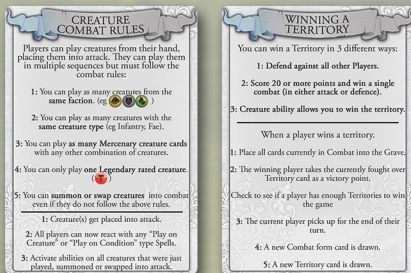 CREATURE
COMBAT RULES
Players can play creatures from their hand,
placing them into attack. They can play them
in multiple sequences but must follow the
combat rules:
1: You can play as many creatures from the
same faction. (eg )
2: You can play as many creatures with the
same creature type (eg Infantry, Fae).
3: You can play as many Mercenary creature cards
with any other combination of creatures.
4: You can only play one Legendary rated creature.
( )
5: You can summon or swap creatures into combat
even if they do not follow the above rules.
1: Creature(s) get placed into attack.
2: All players can now react with any "Play on
Creature" or "Play on Condition" type Spells.
3: Activate abilities on all creatures that were just
played, summoned or swapped into attack.
WINNING A
TERRITORY
You can win a Territory in 3 different ways:
1: Defend against all other Players.
2: Score 20 or more points and win a single
combat (in either attack or defence).
3: Creature ability allows you to win the territory.
When a player wins a territory.
1: Place all cards currently in Combat into the Grave.
2: The winning player takes the currently fought over
Territory card as a victory point.
Check to see if a player has enough Territories to win
the game
3: The current player picks up for the end of their
turn.
4: A new Combat form card is drawn.
5: A new Territory card is drawn.